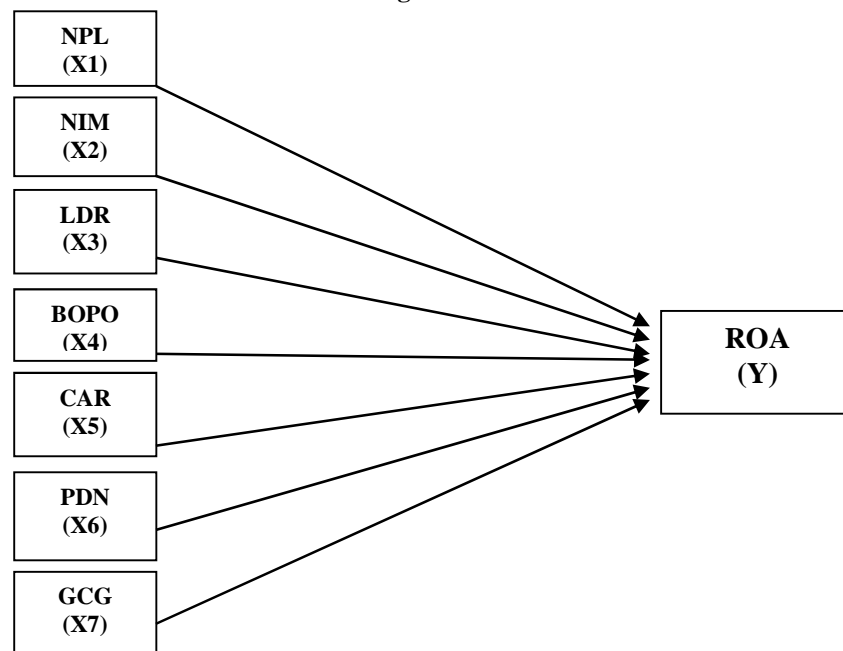 NPL
(X1)
NIM
(X2)
LDR
(X3)
BOPO
(X4)
CAR
(X5)
PDN
(X6)
GCG
(X7)
ROA
(Y)